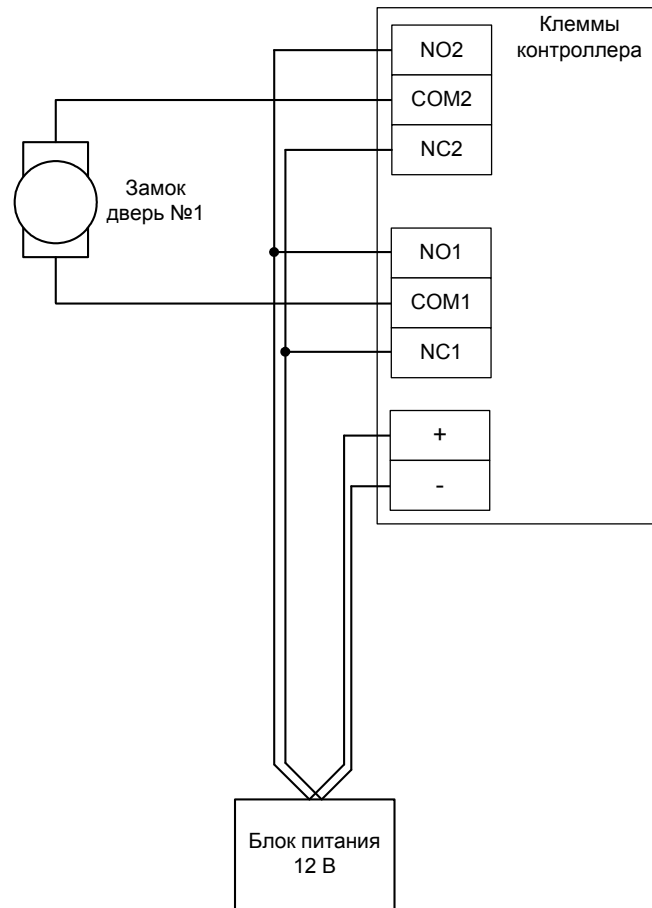 Клеммы
контроллера
NO2
COM2
NC2
Замок
дверь №1
NO1
COM1
NC1
+
-
Блок питания
12 В